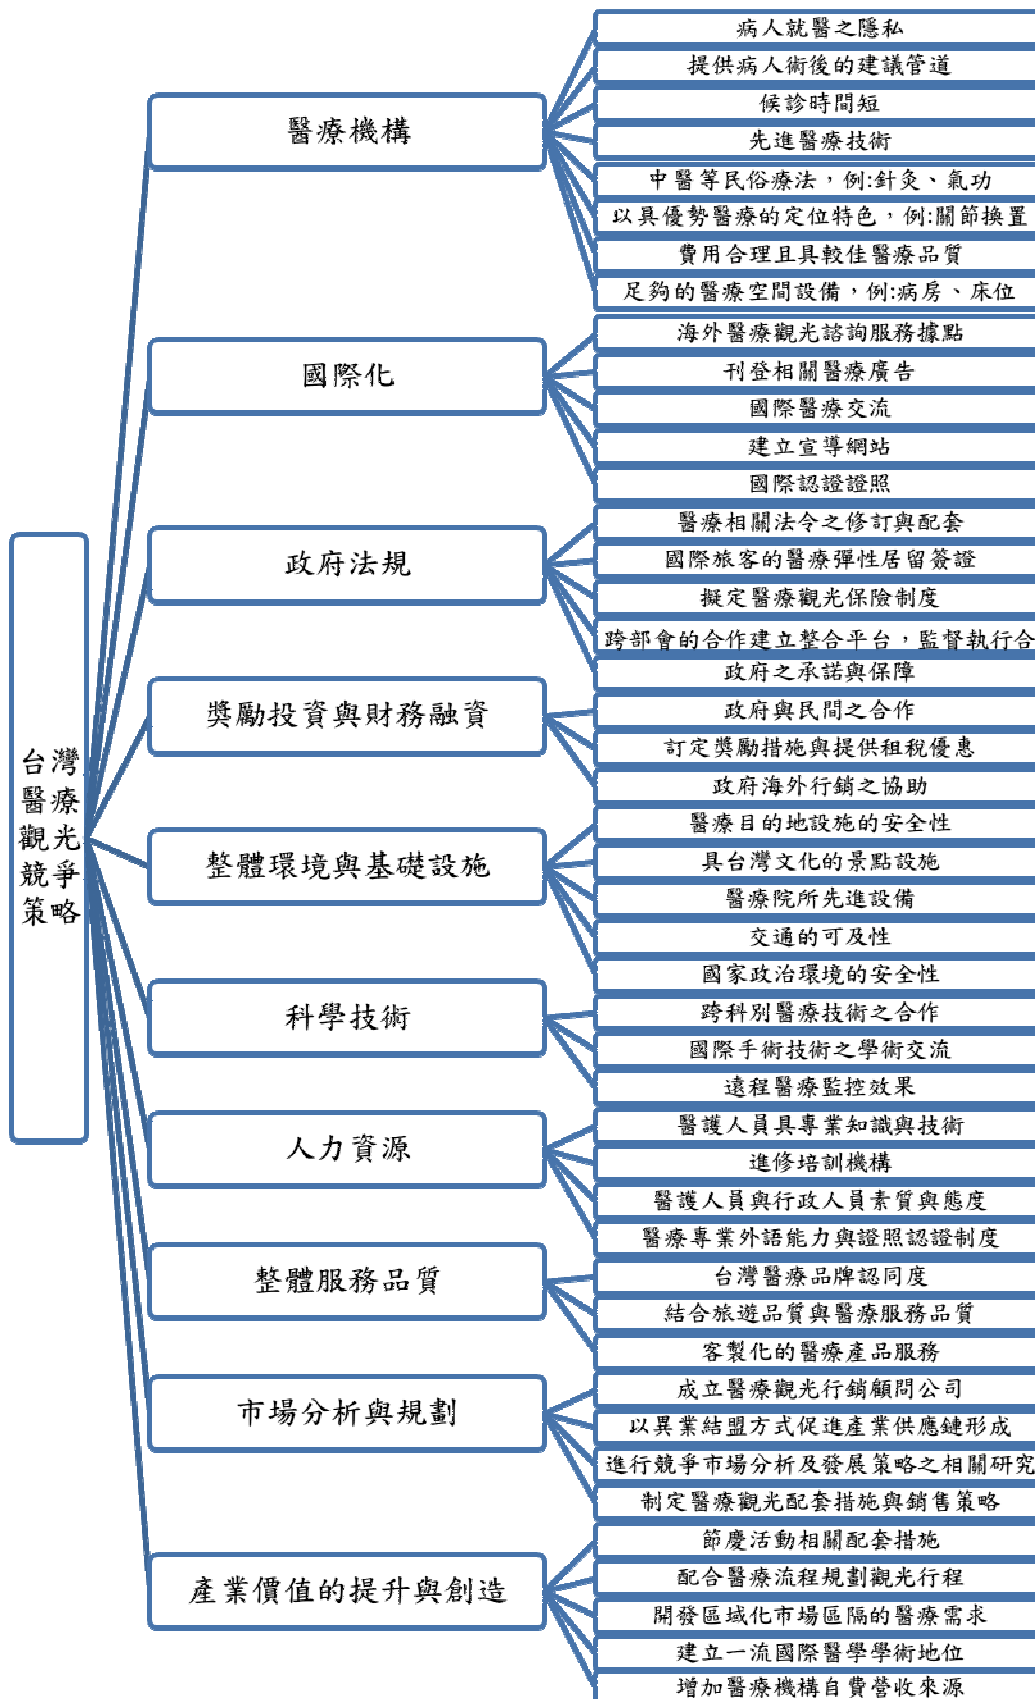 台灣
醫療
觀光
競爭
策略
醫療機構
病人就醫之隱私
提供病人術後的建議管道
候診時間短
先進醫療技術
中醫等民俗療法，例:針灸、氣功
以具優勢醫療的定位特色，例:關節換置
費用合理且具較佳醫療品質
足夠的醫療空間設備，例:病房、床位
國際化
海外醫療觀光諮詢服務據點
刊登相關醫療廣告
國際醫療交流
建立宣導網站
國際認證證照
政府法規
醫療相關法令之修訂與配套
國際旅客的醫療彈性居留簽證
擬定醫療觀光保險制度
跨部會的合作建立整合平台，監督執行合
政府之承諾與保障
獎勵投資與財務融資
政府與民間之合作
訂定獎勵措施與提供租稅優惠
政府海外行銷之協助
整體環境與基礎設施
醫療目的地設施的安全性
具台灣文化的景點設施
醫療院所先進設備
交通的可及性
國家政治環境的安全性
科學技術
跨科別醫療技術之合作
國際手術技術之學術交流
遠程醫療監控效果
人力資源
醫護人員具專業知識與技術
進修培訓機構
醫護人員與行政人員素質與態度
醫療專業外語能力與證照認證制度
整體服務品質
台灣醫療品牌認同度
結合旅遊品質與醫療服務品質
客製化的醫療產品服務
市場分析與規劃
成立醫療觀光行銷顧問公司
以異業結盟方式促進產業供應鏈形成
進行競爭市場分析及發展策略之相關研究
制定醫療觀光配套措施與銷售策略
產業價值的提升與創造
節慶活動相關配套措施
配合醫療流程規劃觀光行程
開發區域化市場區隔的醫療需求
建立一流國際醫學學術地位
增加醫療機構自費營收來源